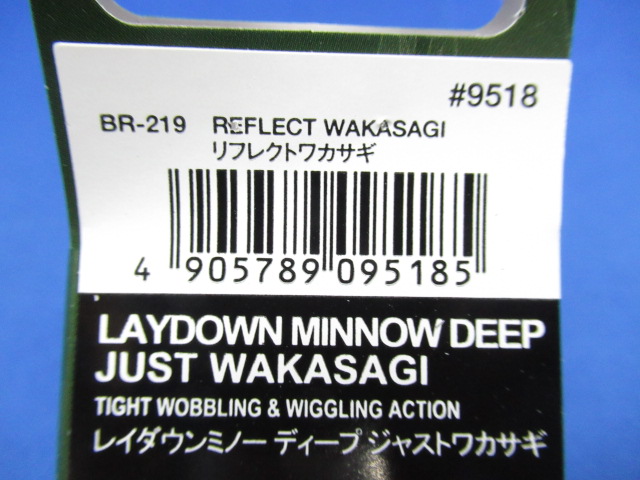 #9518
BR-219 REFLECT WAKASAGI
リフレクトワカサギ
4 905789 095185
LAYDOWN MINNOW DEEP
JUST WAKASAGI
TIGHT WOBBLING & WIGGLING ACTION
レイダウンミノー ディープ ジャストワカサギ